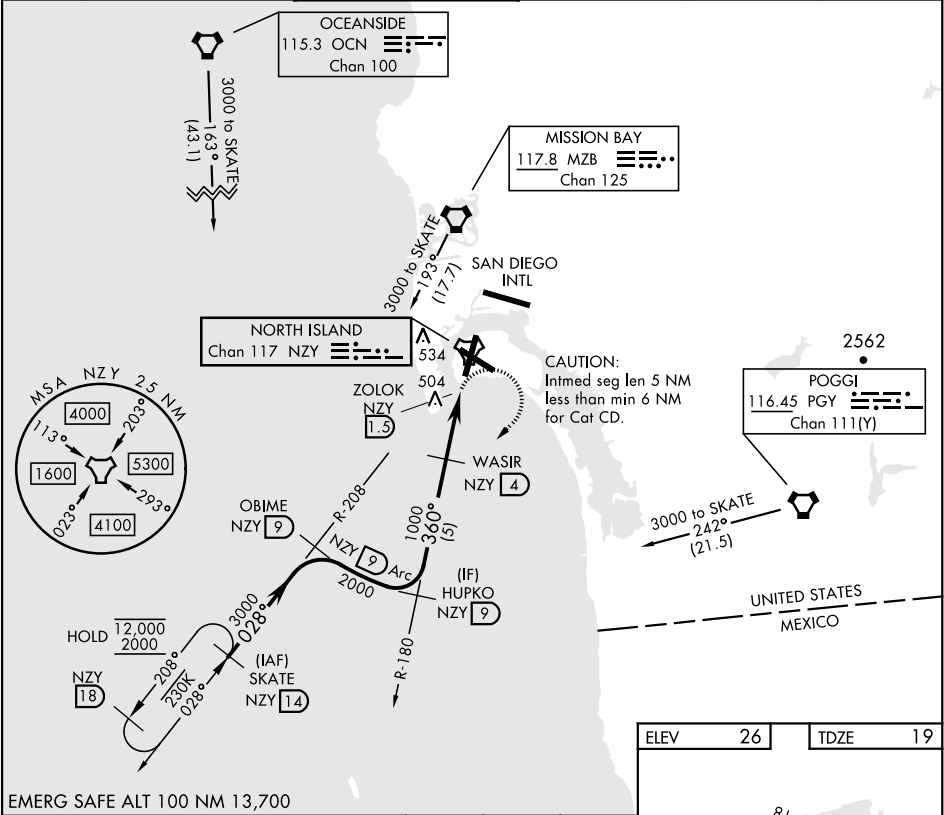 OCEANSIDE
115.3 OCN
Chan 100
3000 to SKATE
163°
(43.1)
MISSION BAY
117.8 MZB
Chan 125
3000 to SKATE
193°
(17.7)
SAN DIEGO
INTL
NORTH ISLAND
Chan 117 NZY
534
504
ZOLOK
NZY
1.5
CAUTION:
Intmed seg len 5 NM
less than min 6 NM
for Cat CD.
2562
POGGI
116.45 PGY
Chan 111(Y)
3000 to SKATE
242°
(21.5)
MSA NZY 25 NM
4000
113°
203°
1600
5300
023°
293°
4100
WASIR
NZY 4
OBIME
NZY 9
R-208
1000
360°
(5)
NZY 9 Arc
2000
(IF)
HUPKO
NZY 9
R-180
UNITED STATES
MEXICO
HOLD 12,000
2000
3000
028°
208°
230K
028°
(IAF)
SKATE
NZY 14
NZY
18
ELEV 26
TDZE 19
EMERG SAFE ALT 100 NM 13,700